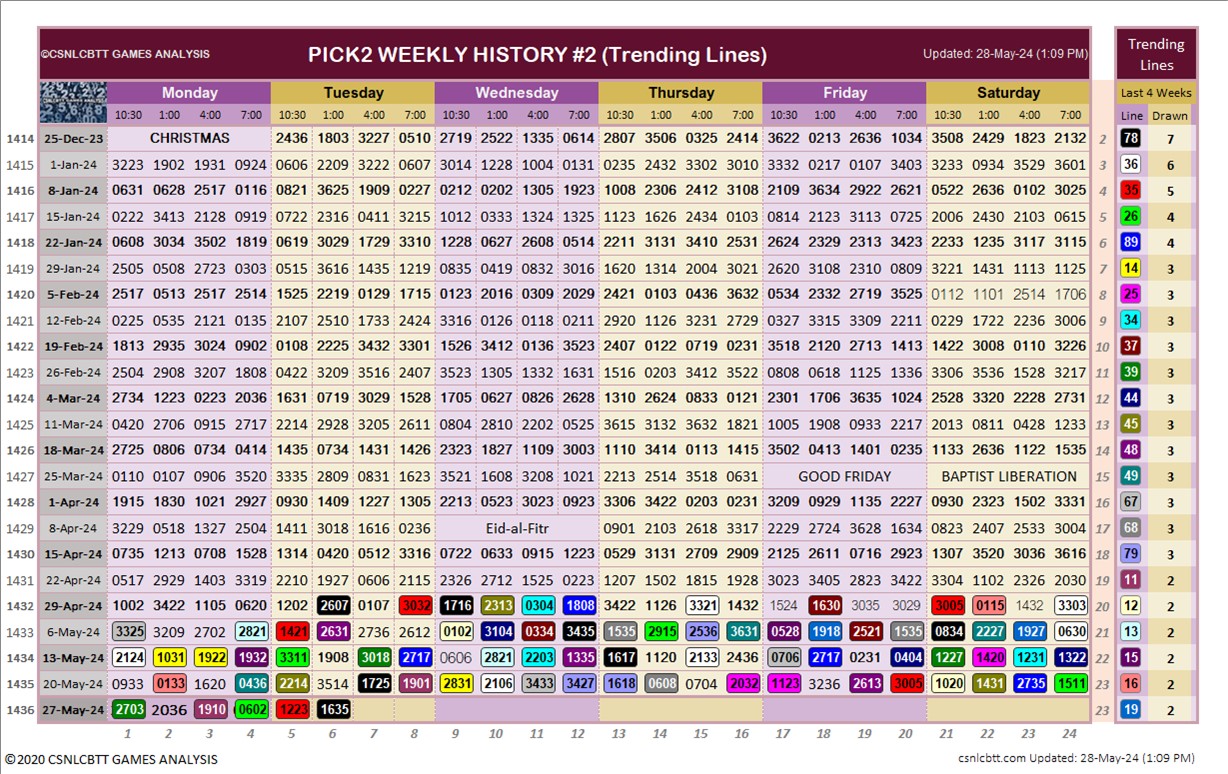 ©CSNLCBTT GAMES ANALYSIS PICK2 WEEKLY HISTORY #2 (Trending Lines) Updated: 28-May-24 (1:09 PM) Trending Lines
Monday Tuesday Wednesday Thursday Friday Saturday Last 4 Weeks
10:30 1:00 4:00 7:00 10:30 1:00 4:00 7:00 10:30 1:00 4:00 7:00 10:30 1:00 4:00 7:00 10:30 1:00 4:00 7:00 10:30 1:00 4:00 7:00 Line Drawn
1414 25-Dec-23 CHRISTMAS 2436 1803 3227 0510 2719 2522 1335 0614 2807 3506 0325 2414 3622 0213 2636 1034 3508 2429 1823 2132 2 78 7
1415 1-Jan-24 3223 1902 1931 0924 0606 2209 3222 0607 3014 1228 1004 0131 0235 2432 3302 3010 3332 0217 0107 3403 3233 0934 3529 3601 3 36 6
1416 8-Jan-24 0631 0628 2517 0116 0821 3625 1909 0227 0212 0202 1305 1923 1008 2306 2412 3108 2109 3634 2922 2621 0522 2636 0102 3025 4 35 5
1417 15-Jan-24 0222 3413 2128 0919 0722 2316 0411 3215 1012 0333 1324 1325 1123 1626 2434 0103 0814 2123 3113 0725 2006 2430 2103 0615 5 26 4
1418 22-Jan-24 0608 3034 3502 1819 0619 3029 1729 3310 1228 0627 2608 0514 2211 3131 3410 2531 2624 2329 2313 3423 2233 1235 3117 3115 6 89 4
1419 29-Jan-24 2505 0508 2723 0303 0515 3616 1435 1219 0835 0419 0832 3016 1620 1314 2004 3021 2620 3108 2310 0809 3221 1431 1113 1125 7 14 3
1420 5-Feb-24 2517 0513 2517 2514 1525 2219 0129 1715 0123 2016 0309 2029 2421 0103 0436 3632 0534 2332 2719 3525 0112 1101 2514 1706 8 25 3
1421 12-Feb-24 0225 0535 2121 0135 2107 2510 1733 2424 3316 0126 0118 0211 2920 1126 3231 2729 0327 3315 3309 2211 0229 1722 2236 3006 9 34 3
1422 19-Feb-24 1813 2935 3024 0902 0108 2225 3432 3301 1526 3412 0136 3523 2407 0122 0719 0231 3518 2120 2713 1413 1422 3008 0110 3226 10 37 3
1423 26-Feb-24 2504 2908 3207 1808 0422 3209 3516 2407 3523 1305 1332 1631 1516 0203 3412 3522 0808 0618 1125 1336 3306 3536 1528 3217 11 39 3
1424 4-Mar-24 2734 1223 0223 2036 1631 0719 3029 1528 1705 0627 0826 2628 1310 2624 0833 0121 2301 1706 3635 1024 2528 3320 2228 2731 12 44 3
1425 11-Mar-24 0420 2706 0915 2717 2214 2928 3205 2611 0804 2810 2202 0525 3615 3132 3632 1821 1005 1908 0933 2217 2013 0811 0428 1233 13 45 3
1426 18-Mar-24 2725 0806 0734 0414 1435 0734 1431 1424 2323 1827 1109 3003 1110 3414 0113 1415 3502 0413 1401 0235 1133 2636 1122 1535 14 48 3
1427 25-Mar-24 0110 0107 0906 3520 3335 2809 0831 1623 3521 1608 3208 1021 2213 2514 3518 0631 GOOD FRIDAY BAPTIST LIBERATION 15 49 3
1428 1-Apr-24 1915 1830 1021 2927 0930 1409 1227 1305 2213 0523 3023 0923 3306 3422 0203 0231 3209 0929 1135 2227 0930 2323 1502 3331 16 67 3
1429 8-Apr-24 3229 0518 1327 2504 1411 3018 1616 0236 Eid-al-Fitr 0901 2103 2618 3317 2229 2724 3628 1634 0823 2407 2533 3004 17 68 3
1430 15-Apr-24 0735 1213 0708 1528 1314 0420 0512 3316 0722 0633 0915 1223 0529 3131 2709 2909 2125 2611 0716 2923 1307 3520 3036 3616 18 79 3
1431 22-Apr-24 0517 2929 1403 3319 2210 1927 0606 2115 2326 2712 1525 0223 1207 1502 1815 1928 3023 3405 2823 3422 3304 1102 2326 2030 19 11 2
1432 29-Apr-24 1002 3422 1105 0620 1202 2607 0107 3032 1716 2313 0304 1808 3422 1126 3321 1432 1524 1630 3035 3029 3005 0115 1432 3303 20 12 2
1433 6-May-24 3325 3209 2702 2821 1421 2631 2736 2612 0102 3104 0334 3435 1535 2915 2536 3631 0528 1918 2521 1535 0834 2227 1927 0630 21 13 2
1434 13-May-24 2124 1031 1922 1932 3311 1908 3018 2717 0606 2821 2203 1335 1617 1120 2133 2436 0706 2717 0231 0404 1227 1420 1231 1322 22 15 2
1435 20-May-24 0933 0133 1620 0436 2214 3514 1725 1901 2831 2106 3433 3427 1618 0608 0704 2032 1123 3236 2613 3005 1020 1431 2735 1511 23 16 2
1436 27-May-24 2703 2036 1910 0602 1223 1635 23 19 2
1 2 3 4 5 6 7 8 9 10 11 12 13 14 15 16 17 18 19 20 21 22 23 24
©2020 CSNLCBTT GAMES ANALYSIS csnlcbtt.com Updated: 28-May-24 (1:09 PM)